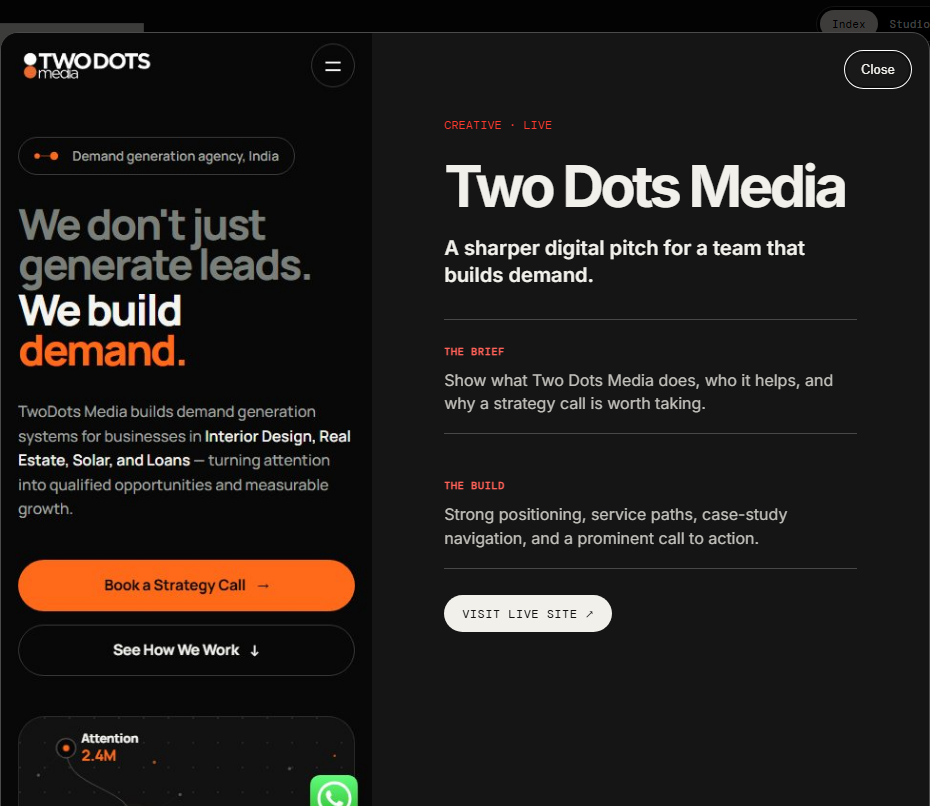 Index
Studio
TWODOTS
media
Demand generation agency, India
We don't just
generate leads.
We build
demand.
TwoDots Media builds demand generation
systems for businesses in Interior Design, Real
Estate, Solar, and Loans — turning attention
into qualified opportunities and measurable
growth.
Book a Strategy Call →
See How We Work ↓
Attention
2.4M
Close
CREATIVE · LIVE
Two Dots Media
A sharper digital pitch for a team that
builds demand.
THE BRIEF
Show what Two Dots Media does, who it helps, and
why a strategy call is worth taking.
THE BUILD
Strong positioning, service paths, case-study
navigation, and a prominent call to action.
VISIT LIVE SITE ↗